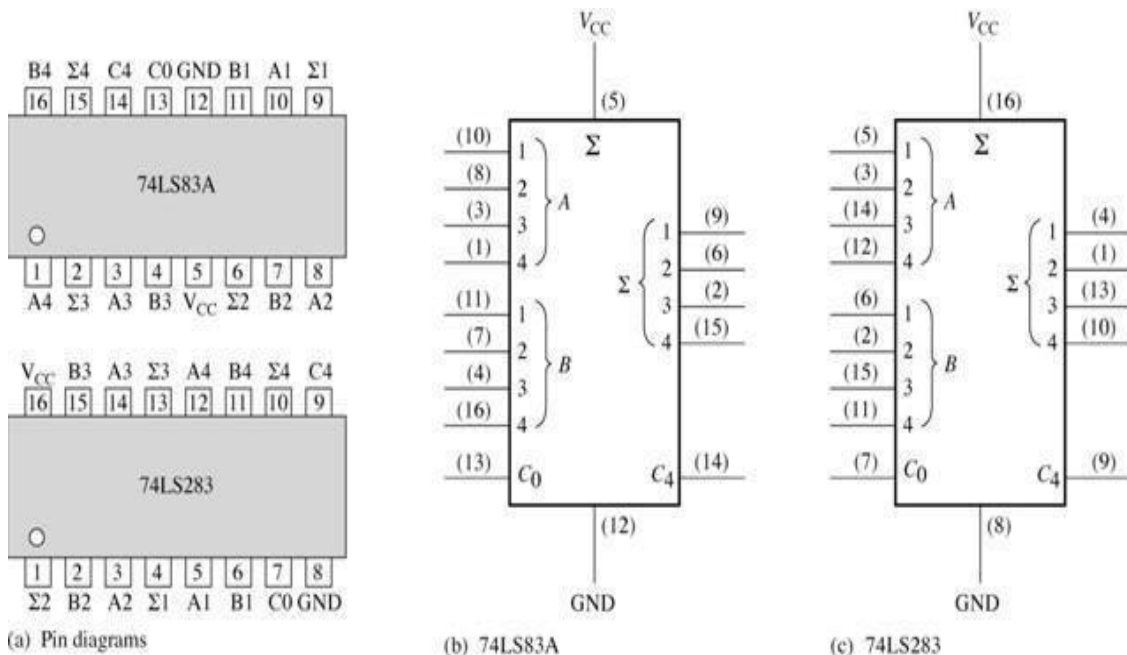 B4 Σ4 C4 C0 GND B1 A1 Σ1
16 15 14 13 12 11 10 9
74LS83A
1 2 3 4 5 6 7 8
A4 Σ3 A3 B3 VCC Σ2 B2 A2
VCC B3 A3 Σ3 A4 B4 Σ4 C4
16 15 14 13 12 11 10 9
74LS283
1 2 3 4 5 6 7 8
Σ2 B2 A2 Σ1 A1 B1 C0 GND
(a) Pin diagrams
VCC
(5)
Σ
(10) 1
(8) 2
(3) 3
(1) 4
A
(11) 1
(7) 2
(4) 3
(16) 4
B
(13) C0
Σ
1 (9)
2 (6)
3 (2)
4 (15)
C4 (14)
(12)
GND
(b) 74LS83A
VCC
(16)
Σ
(5) 1
(3) 2
(14) 3
(12) 4
A
(6) 1
(2) 2
(15) 3
(11) 4
B
(7) C0
Σ
1 (4)
2 (1)
3 (13)
4 (10)
C4 (9)
(8)
GND
(c) 74LS283